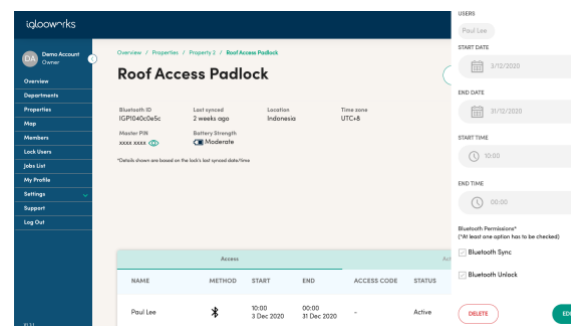 iglooworks
DA
Demo Account
Owner
Overview
Departments
Properties
Map
Members
Lock Users
Jobs List
My Profile
Settings
Support
Log Out
Overview / Properties / Property 2 / Roof Access Padlock
Roof Access Padlock
Bluetooth ID
IGP1040c0e5c
Last synced
2 weeks ago
Location
Indonesia
Time zone
UTC+8
Master PIN
xxxx xxxx
Battery Strength
Moderate
*Details shown are based on the lock's last synced date/time
Access
NAME METHOD START END ACCESS CODE STATUS
Paul Lee 10:00 00:00 - Active
3 Dec 2020 31 Dec 2020
USERS
Paul Lee
START DATE
3/12/2020
END DATE
31/12/2020
START TIME
10:00
END TIME
00:00
Bluetooth Permissions*
(*At least one option has to be checked)
Bluetooth Sync
Bluetooth Unlock
DELETE